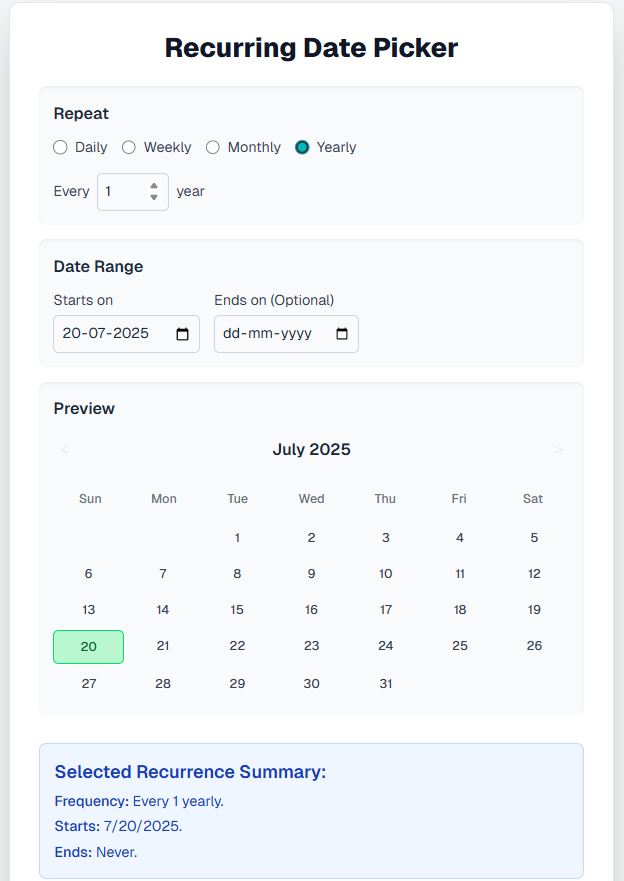 Recurring Date Picker
Repeat
Daily Weekly Monthly Yearly
Every 1 year
Date Range
Starts on Ends on (Optional)
20-07-2025 dd-mm-yyyy
Preview
< July 2025 >
Sun Mon Tue Wed Thu Fri Sat
1 2 3 4 5
6 7 8 9 10 11 12
13 14 15 16 17 18 19
20 21 22 23 24 25 26
27 28 29 30 31
Selected Recurrence Summary:
Frequency: Every 1 yearly.
Starts: 7/20/2025.
Ends: Never.